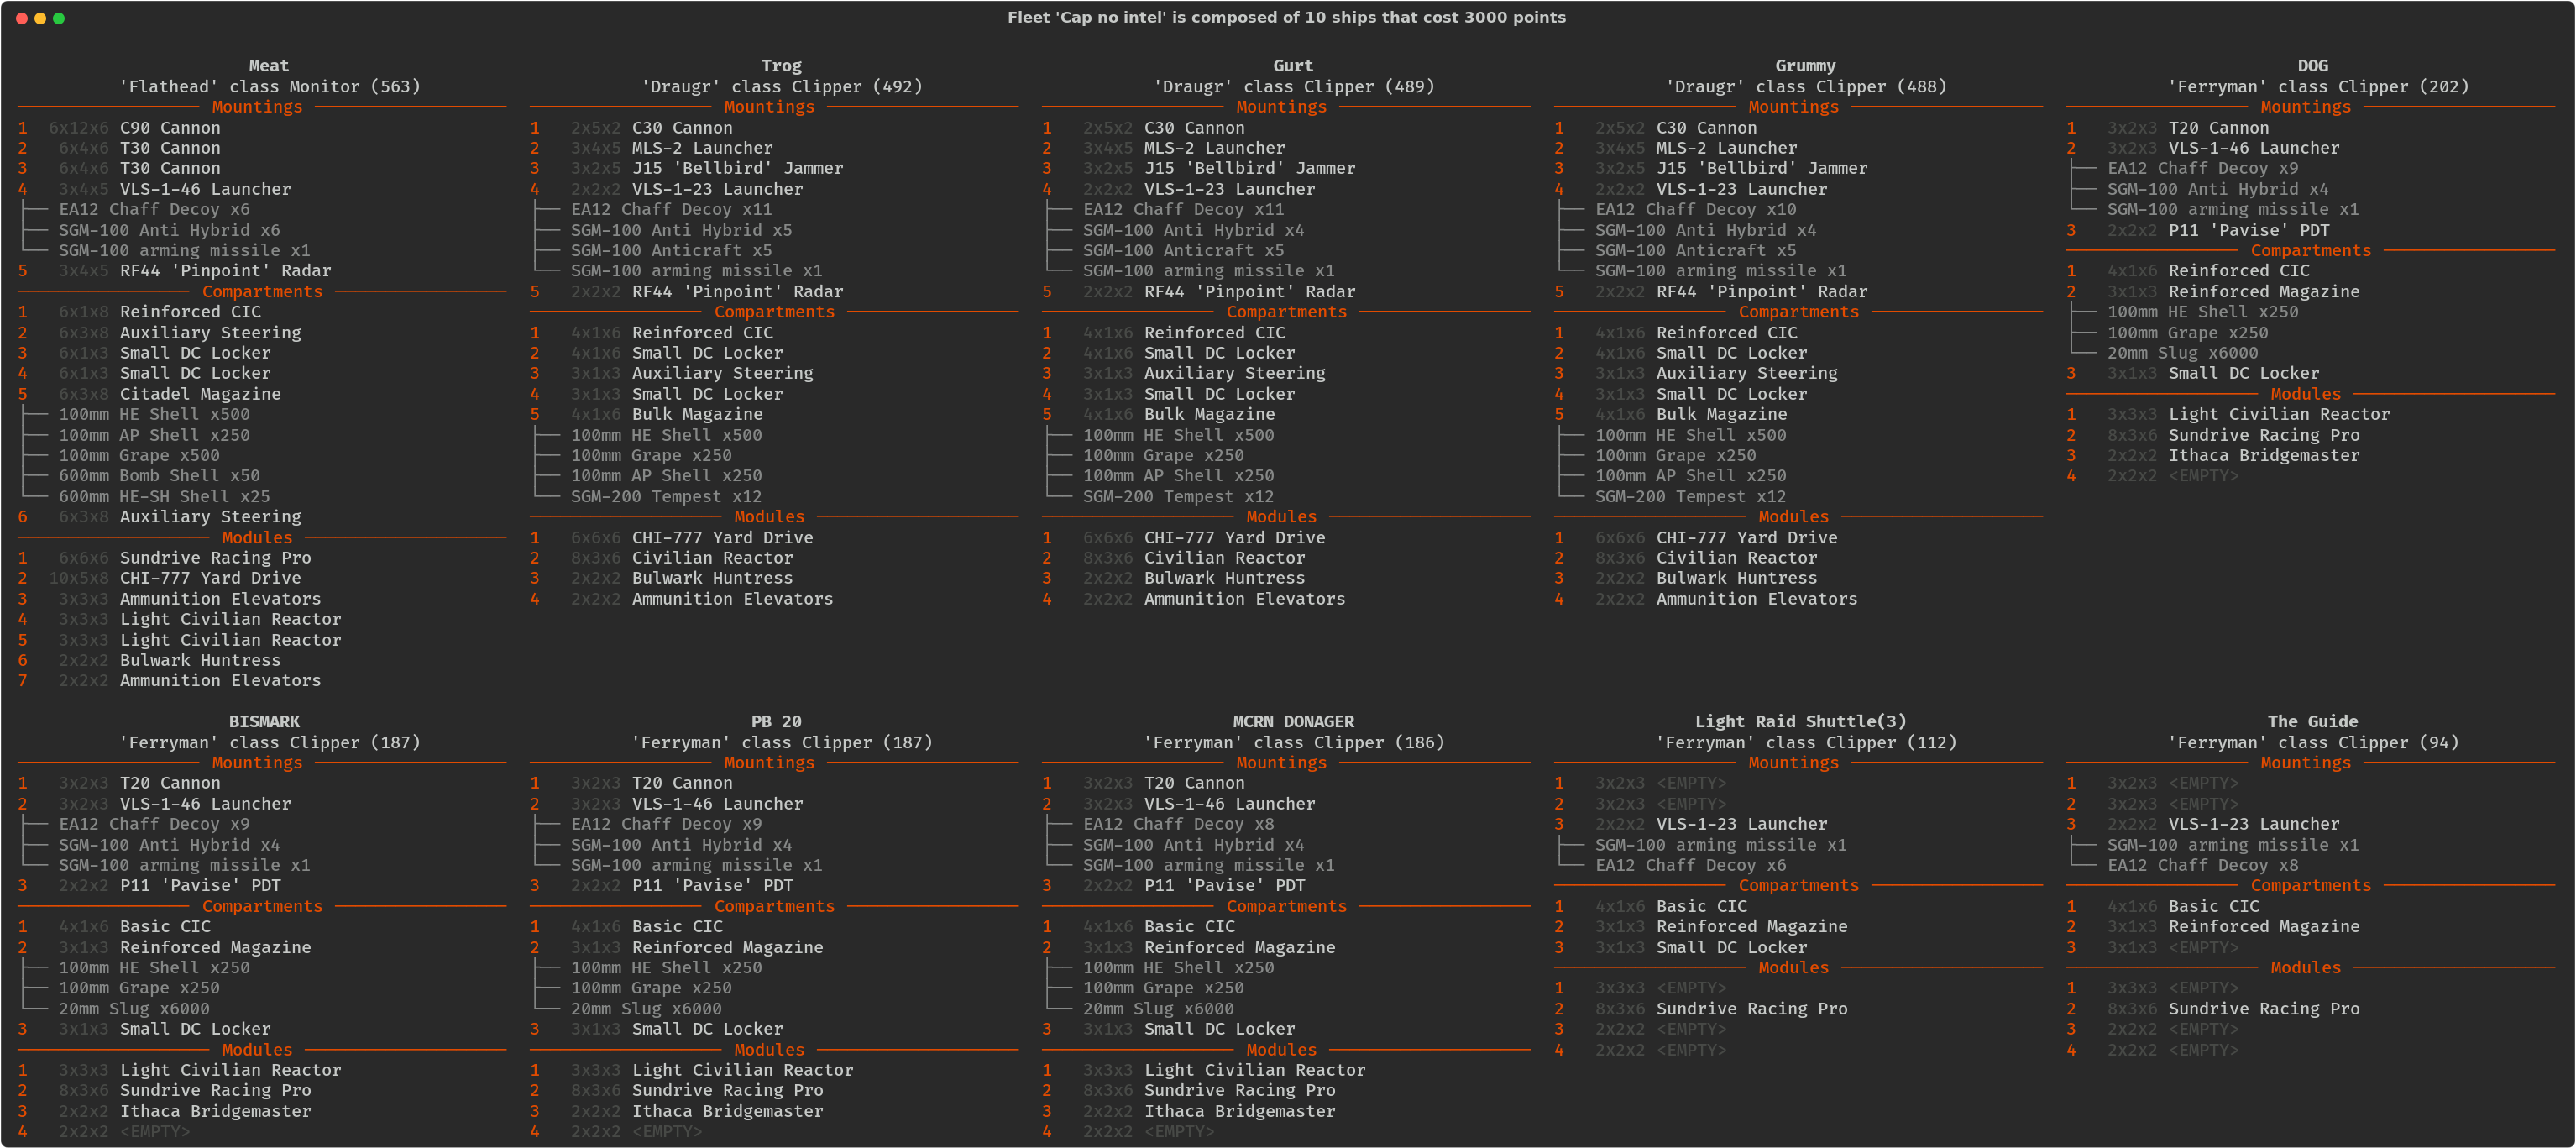 Fleet 'Cap no intel' is composed of 10 ships that cost 3000 points
Meat
'Flathead' class Monitor (563)
Mountings
1 6x12x6 C90 Cannon
2 6x4x6 T30 Cannon
3 6x4x6 T30 Cannon
4 3x4x5 VLS-1-46 Launcher
EA12 Chaff Decoy x6
SGM-100 Anti Hybrid x6
SGM-100 arming missile x1
5 3x4x5 RF44 'Pinpoint' Radar
Compartments
1 6x1x8 Reinforced CIC
2 6x3x8 Auxiliary Steering
3 6x1x3 Small DC Locker
4 6x1x3 Small DC Locker
5 6x3x8 Citadel Magazine
100mm HE Shell x500
100mm AP Shell x250
100mm Grape x500
600mm Bomb Shell x50
600mm HE-SH Shell x25
6 6x3x8 Auxiliary Steering
Modules
1 6x6x6 Sundrive Racing Pro
2 10x5x8 CHI-777 Yard Drive
3 3x3x3 Ammunition Elevators
4 3x3x3 Light Civilian Reactor
5 3x3x3 Light Civilian Reactor
6 2x2x2 Bulwark Huntress
7 2x2x2 Ammunition Elevators
Trog
'Draugr' class Clipper (492)
Mountings
1 2x5x2 C30 Cannon
2 3x4x5 MLS-2 Launcher
3 3x2x5 J15 'Bellbird' Jammer
4 2x2x2 VLS-1-23 Launcher
EA12 Chaff Decoy x11
SGM-100 Anti Hybrid x5
SGM-100 Anticraft x5
SGM-100 arming missile x1
5 2x2x2 RF44 'Pinpoint' Radar
Compartments
1 4x1x6 Reinforced CIC
2 4x1x6 Small DC Locker
3 3x1x3 Auxiliary Steering
4 3x1x3 Small DC Locker
5 4x1x6 Bulk Magazine
100mm HE Shell x500
100mm Grape x250
100mm AP Shell x250
SGM-200 Tempest x12
Modules
1 6x6x6 CHI-777 Yard Drive
2 8x3x6 Civilian Reactor
3 2x2x2 Bulwark Huntress
4 2x2x2 Ammunition Elevators
Gurt
'Draugr' class Clipper (489)
Mountings
1 2x5x2 C30 Cannon
2 3x4x5 MLS-2 Launcher
3 3x2x5 J15 'Bellbird' Jammer
4 2x2x2 VLS-1-23 Launcher
EA12 Chaff Decoy x11
SGM-100 Anti Hybrid x4
SGM-100 Anticraft x5
SGM-100 arming missile x1
5 2x2x2 RF44 'Pinpoint' Radar
Compartments
1 4x1x6 Reinforced CIC
2 4x1x6 Small DC Locker
3 3x1x3 Auxiliary Steering
4 3x1x3 Small DC Locker
5 4x1x6 Bulk Magazine
100mm HE Shell x500
100mm Grape x250
100mm AP Shell x250
SGM-200 Tempest x12
Modules
1 6x6x6 CHI-777 Yard Drive
2 8x3x6 Civilian Reactor
3 2x2x2 Bulwark Huntress
4 2x2x2 Ammunition Elevators
Grummy
'Draugr' class Clipper (488)
Mountings
1 2x5x2 C30 Cannon
2 3x4x5 MLS-2 Launcher
3 3x2x5 J15 'Bellbird' Jammer
4 2x2x2 VLS-1-23 Launcher
EA12 Chaff Decoy x10
SGM-100 Anti Hybrid x4
SGM-100 Anticraft x5
SGM-100 arming missile x1
5 2x2x2 RF44 'Pinpoint' Radar
Compartments
1 4x1x6 Reinforced CIC
2 4x1x6 Small DC Locker
3 3x1x3 Auxiliary Steering
4 3x1x3 Small DC Locker
5 4x1x6 Bulk Magazine
100mm HE Shell x500
100mm Grape x250
100mm AP Shell x250
SGM-200 Tempest x12
Modules
1 6x6x6 CHI-777 Yard Drive
2 8x3x6 Civilian Reactor
3 2x2x2 Bulwark Huntress
4 2x2x2 Ammunition Elevators
DOG
'Ferryman' class Clipper (202)
Mountings
1 3x2x3 T20 Cannon
2 3x2x3 VLS-1-46 Launcher
EA12 Chaff Decoy x9
SGM-100 Anti Hybrid x4
SGM-100 arming missile x1
3 2x2x2 P11 'Pavise' PDT
Compartments
1 4x1x6 Reinforced CIC
2 3x1x3 Reinforced Magazine
100mm HE Shell x250
100mm Grape x250
20mm Slug x6000
3 3x1x3 Small DC Locker
Modules
1 3x3x3 Light Civilian Reactor
2 8x3x6 Sundrive Racing Pro
3 2x2x2 Ithaca Bridgemaster
4 2x2x2 <EMPTY>
BISMARK
'Ferryman' class Clipper (187)
Mountings
1 3x2x3 T20 Cannon
2 3x2x3 VLS-1-46 Launcher
EA12 Chaff Decoy x9
SGM-100 Anti Hybrid x4
SGM-100 arming missile x1
3 2x2x2 P11 'Pavise' PDT
Compartments
1 4x1x6 Basic CIC
2 3x1x3 Reinforced Magazine
100mm HE Shell x250
100mm Grape x250
20mm Slug x6000
3 3x1x3 Small DC Locker
Modules
1 3x3x3 Light Civilian Reactor
2 8x3x6 Sundrive Racing Pro
3 2x2x2 Ithaca Bridgemaster
4 2x2x2 <EMPTY>
PB 20
'Ferryman' class Clipper (187)
Mountings
1 3x2x3 T20 Cannon
2 3x2x3 VLS-1-46 Launcher
EA12 Chaff Decoy x9
SGM-100 Anti Hybrid x4
SGM-100 arming missile x1
3 2x2x2 P11 'Pavise' PDT
Compartments
1 4x1x6 Basic CIC
2 3x1x3 Reinforced Magazine
100mm HE Shell x250
100mm Grape x250
20mm Slug x6000
3 3x1x3 Small DC Locker
Modules
1 3x3x3 Light Civilian Reactor
2 8x3x6 Sundrive Racing Pro
3 2x2x2 Ithaca Bridgemaster
4 2x2x2 <EMPTY>
MCRN DONAGER
'Ferryman' class Clipper (186)
Mountings
1 3x2x3 T20 Cannon
2 3x2x3 VLS-1-46 Launcher
EA12 Chaff Decoy x8
SGM-100 Anti Hybrid x4
SGM-100 arming missile x1
3 2x2x2 P11 'Pavise' PDT
Compartments
1 4x1x6 Basic CIC
2 3x1x3 Reinforced Magazine
100mm HE Shell x250
100mm Grape x250
20mm Slug x6000
3 3x1x3 Small DC Locker
Modules
1 3x3x3 Light Civilian Reactor
2 8x3x6 Sundrive Racing Pro
3 2x2x2 Ithaca Bridgemaster
4 2x2x2 <EMPTY>
Light Raid Shuttle(3)
'Ferryman' class Clipper (112)
Mountings
1 3x2x3 <EMPTY>
2 3x2x3 <EMPTY>
3 2x2x2 VLS-1-23 Launcher
SGM-100 arming missile x1
EA12 Chaff Decoy x6
Compartments
1 4x1x6 Basic CIC
2 3x1x3 Reinforced Magazine
3 3x1x3 Small DC Locker
Modules
1 3x3x3 <EMPTY>
2 8x3x6 Sundrive Racing Pro
3 2x2x2 <EMPTY>
4 2x2x2 <EMPTY>
The Guide
'Ferryman' class Clipper (94)
Mountings
1 3x2x3 <EMPTY>
2 3x2x3 <EMPTY>
3 2x2x2 VLS-1-23 Launcher
SGM-100 arming missile x1
EA12 Chaff Decoy x8
Compartments
1 4x1x6 Basic CIC
2 3x1x3 Reinforced Magazine
3 3x1x3 <EMPTY>
Modules
1 3x3x3 <EMPTY>
2 8x3x6 Sundrive Racing Pro
3 2x2x2 <EMPTY>
4 2x2x2 <EMPTY>